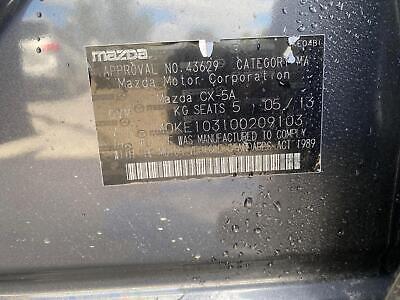 mazda
APPROVAL NO. 43629 CATEGORY MA
Mazda Motor Corporation
Mazda CX-5A
KG SEATS 5 05/13
0KE103100209103
E WAS MANUFACTURED TO COMPLY
ACT 1989